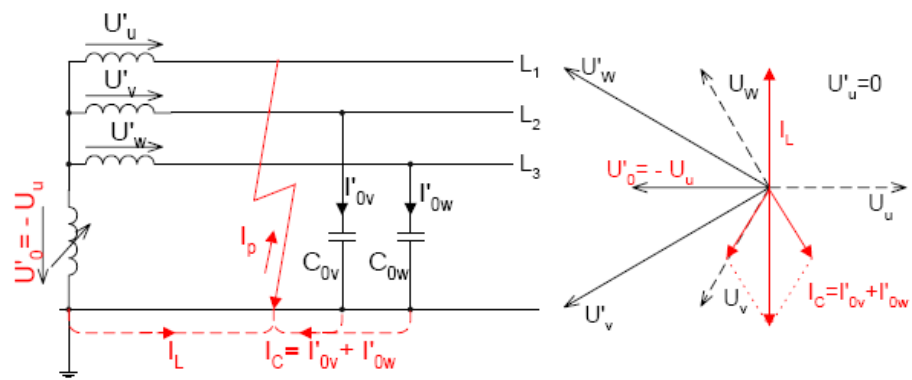 U'u
L1
U'v
L2
U'w
L3
U'0 = - Uu
Ip
I'0v
I'0w
C0v
C0w
IL
IC= I'0v + I'0w
U'W
UW
U'u=0
IL
U'0 = - Uu
Uu
Uv
IC=I'0v+I'0w
U'v